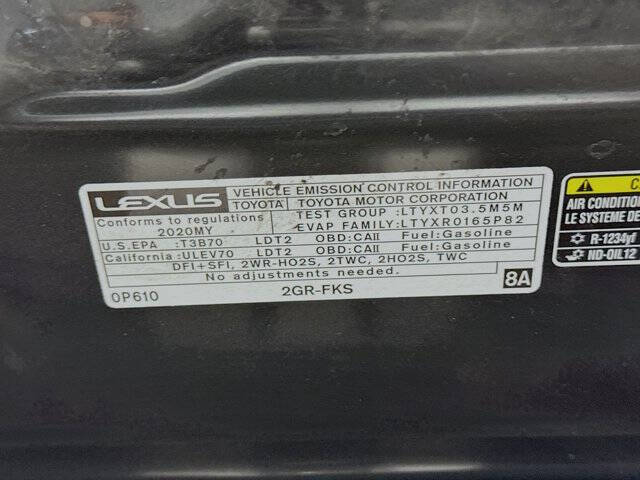 LEXUS
VEHICLE EMISSION CONTROL INFORMATION
TOYOTA TOYOTA MOTOR CORPORATION
Conforms to regulations
2020MY
TEST GROUP :LTYXT03.5M5M
EVAP FAMILY:LTYXR0165P82
U.S.EPA :T3B70 LDT2 OBD:CAII Fuel:Gasoline
California:ULEV70 LDT2 OBD:CAII Fuel:Gasoline
DFI+SFI, 2WR-HO2S, 2TWC, 2HO2S, TWC
No adjustments needed.
0P610 2GR-FKS 8A
AIR CONDITION
LE SYSTEME DE
R-1234yf
ND-OIL12